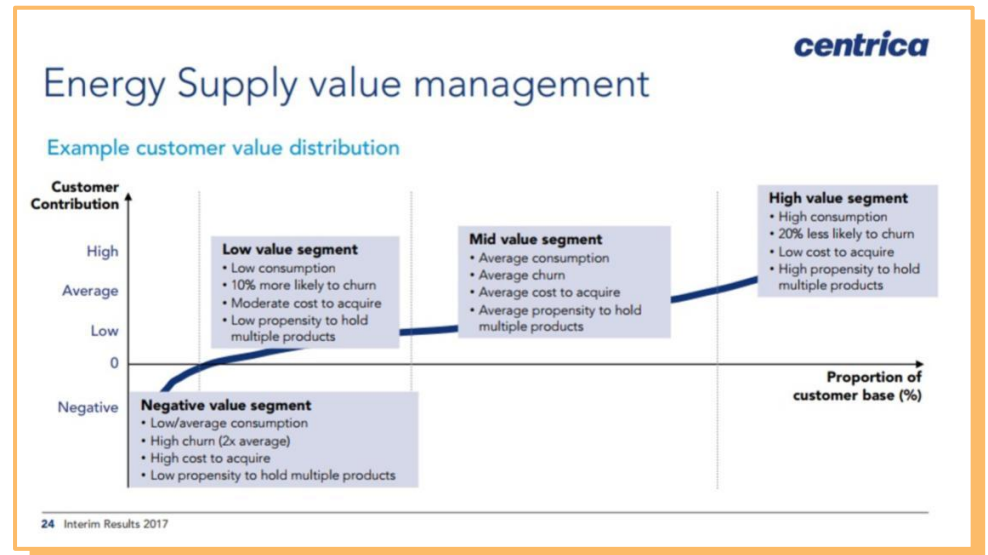 centrica
Energy Supply value management
Example customer value distribution
Customer
Contribution
High
Average
Low
0
Negative
Negative value segment
• Low/average consumption
• High churn (2x average)
• High cost to acquire
• Low propensity to hold multiple products
Low value segment
• Low consumption
• 10% more likely to churn
• Moderate cost to acquire
• Low propensity to hold
multiple products
Mid value segment
• Average consumption
• Average churn
• Average cost to acquire
• Average propensity to hold
multiple products
High value segment
• High consumption
• 20% less likely to churn
• Low cost to acquire
• High propensity to hold
multiple products
Proportion of
customer base (%)
24 Interim Results 2017